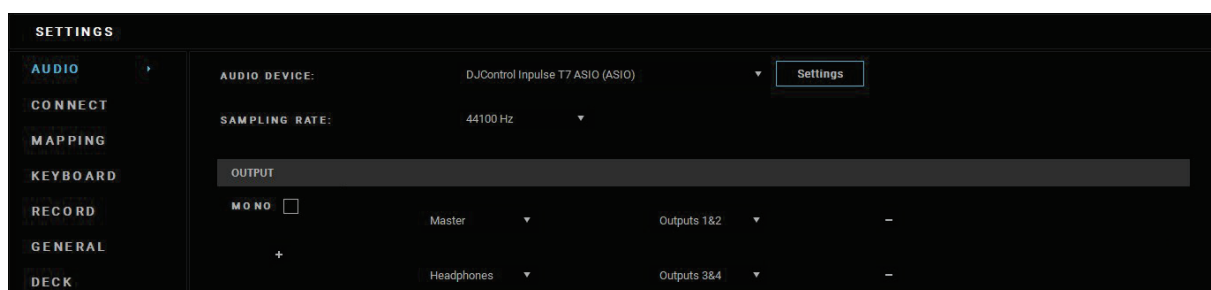 SETTINGS
AUDIO
CONNECT
MAPPING
KEYBOARD
RECORD
GENERAL
DECK
AUDIO DEVICE: DJControl Inpulse T7 ASIO (ASIO) Settings
SAMPLING RATE: 44100 Hz
OUTPUT
MONO
Master Outputs 1&2 –
+
Headphones Outputs 3&4 –